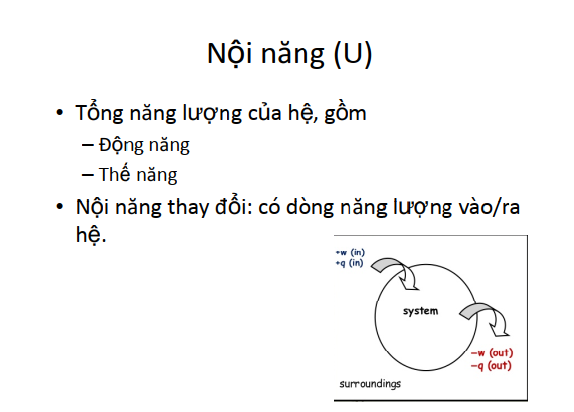 Nội năng (U)
• Tổng năng lượng của hệ, gồm
– Động năng
– Thế năng
• Nội năng thay đổi: có dòng năng lượng vào/ra
hệ.
+w (in)
+q (in)
system
–w (out)
–q (out)
surroundings